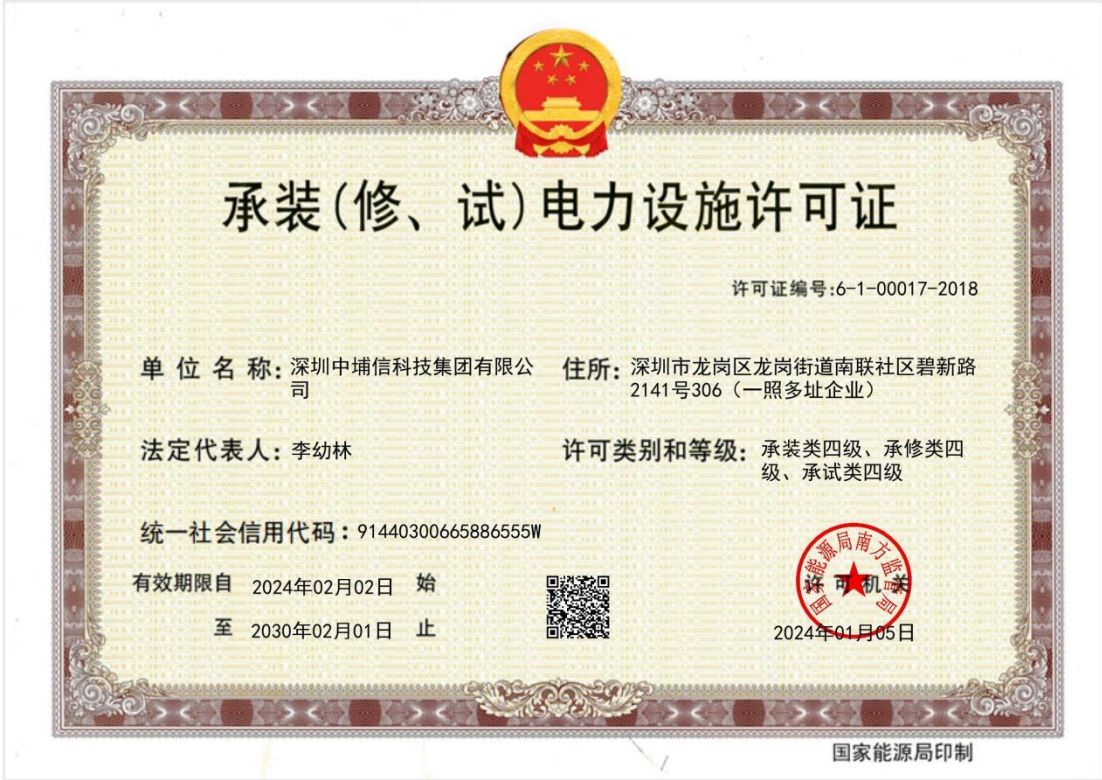 承装(修、试)电力设施许可证
许可证编号:6-1-00017-2018
单位名称: 深圳中埔信科技集团有限公
司
住所: 深圳市龙岗区龙岗街道南联社区碧新路
2141号306（一照多址企业）
法定代表人: 李幼林
许可类别和等级: 承装类四级、承修类四
级、承试类四级
统一社会信用代码: 91440300665886555W
有效期限自 2024年02月02日 始
至 2030年02月01日 止
国家能源局南方监管局
许可机关
2024年01月05日
国家能源局印制